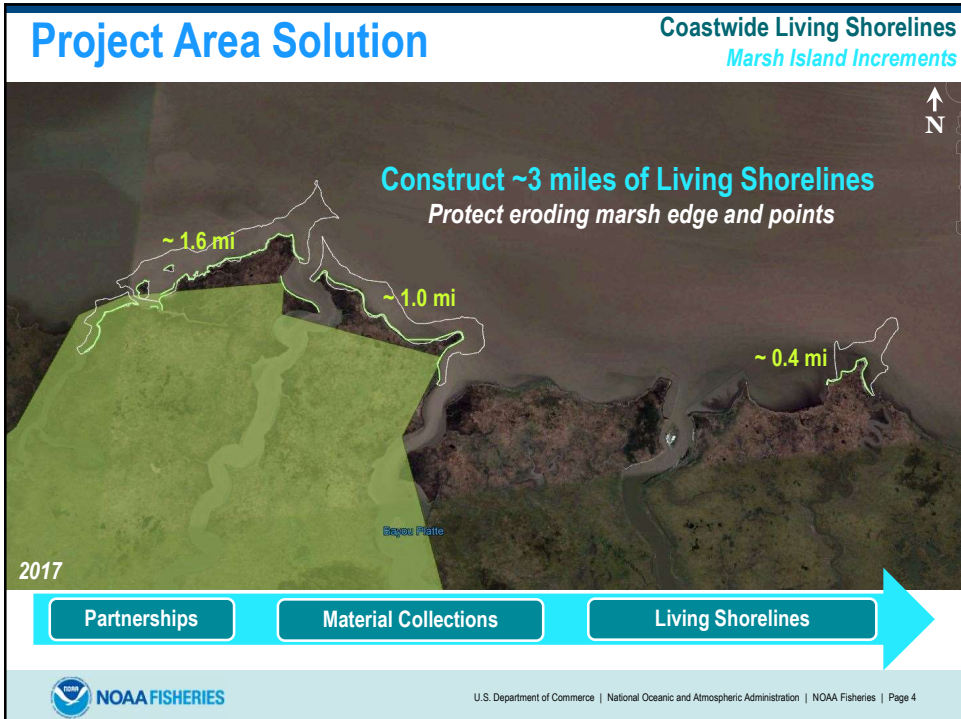 Project Area Solution
Coastwide Living Shorelines
Marsh Island Increments
N
Construct ~3 miles of Living Shorelines
Protect eroding marsh edge and points
~ 1.6 mi
~ 1.0 mi
~ 0.4 mi
Bayou Platte
2017
Partnerships
Material Collections
Living Shorelines
NOAA
NOAA FISHERIES
U.S. Department of Commerce | National Oceanic and Atmospheric Administration | NOAA Fisheries | Page 4